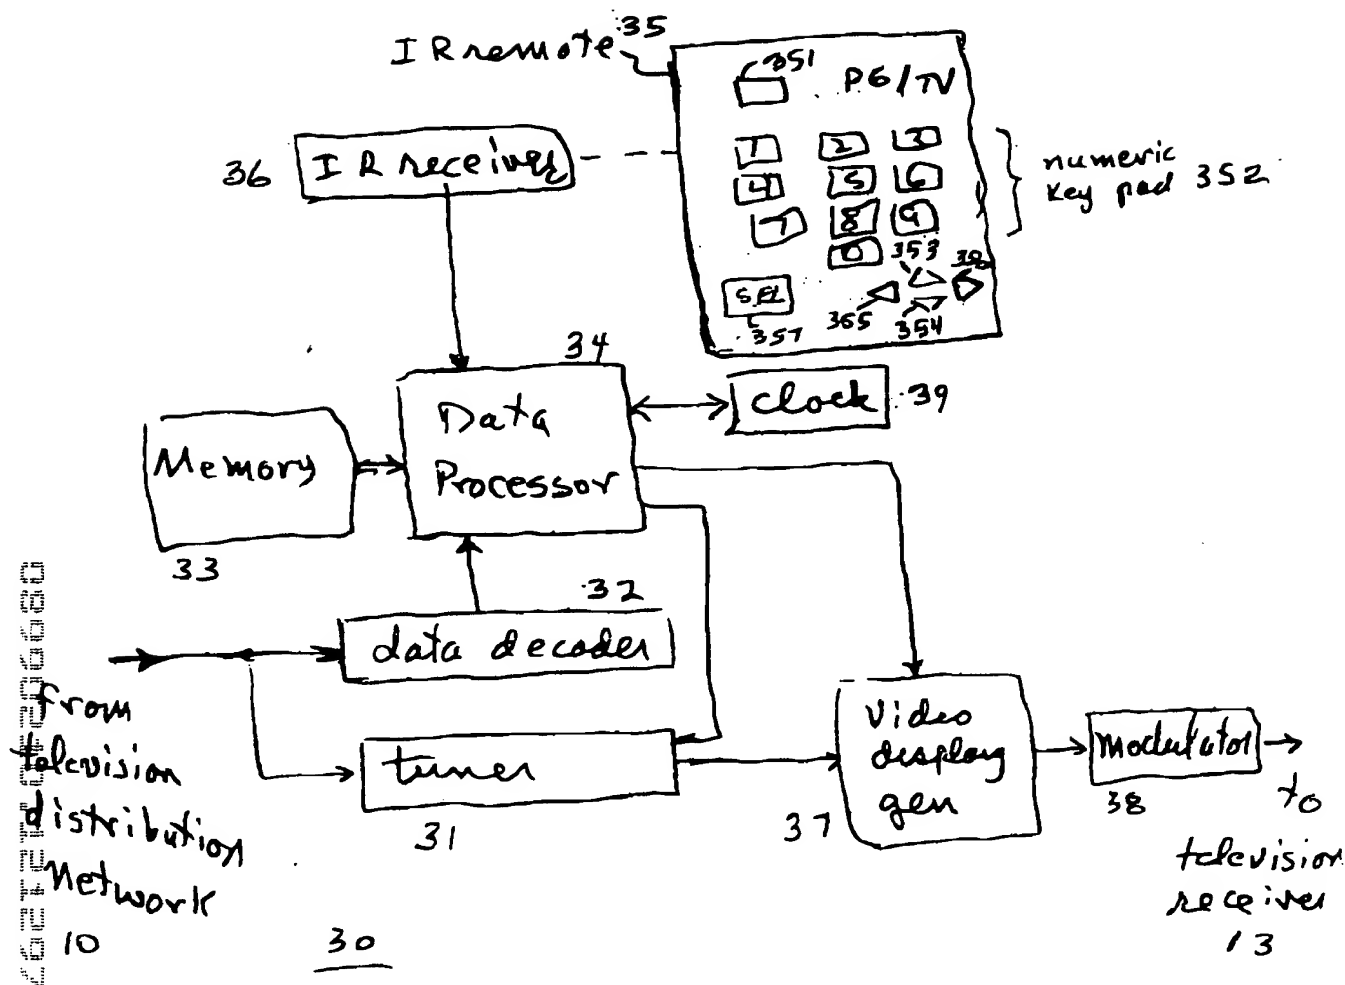 IR remote 35
351
PG/TV
36
IR receiver
1 2 3
4 5 6
7 8 9
0
numeric
key pad 352
353
SEL
357
365
354
34
Data
Processor
clock 39
Memory
33
32
data decoder
from
television
distribution
Network
10
tuner
31
Video
display
gen
37
modulator
38
to
television
receiver
13
30